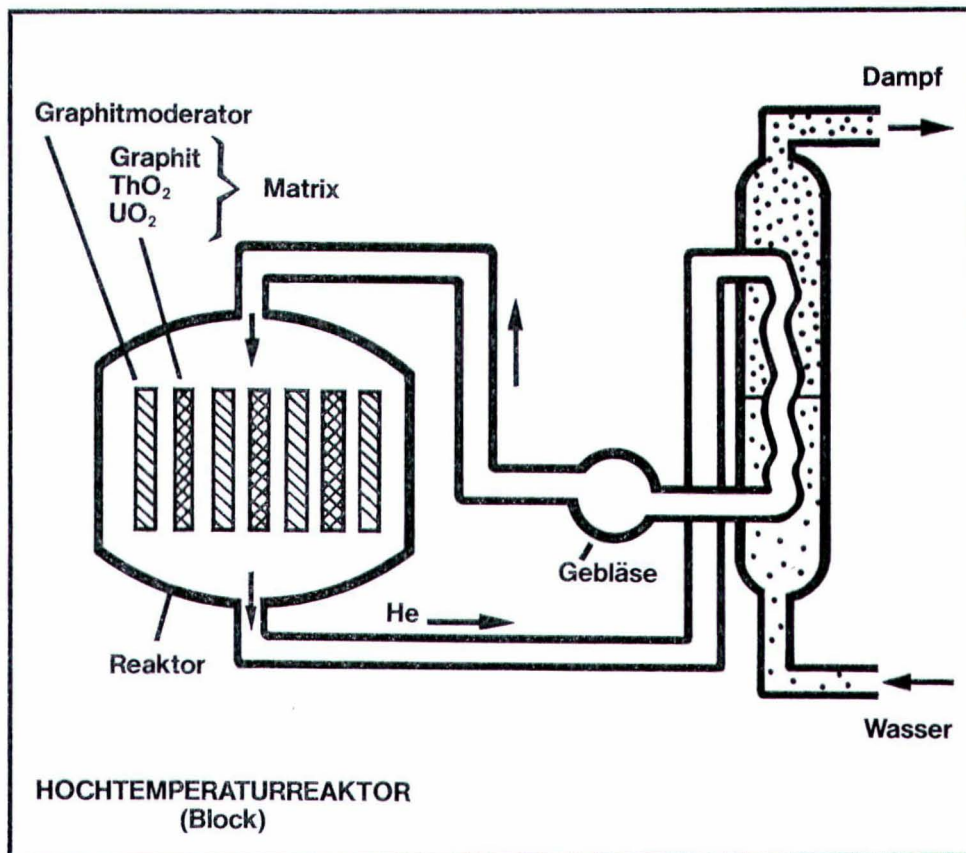 Dampf
Graphitmoderator
Graphit
ThO₂
UO₂
Matrix
Gebläse
He
Reaktor
Wasser
HOCHTEMPERATURREAKTOR
(Block)